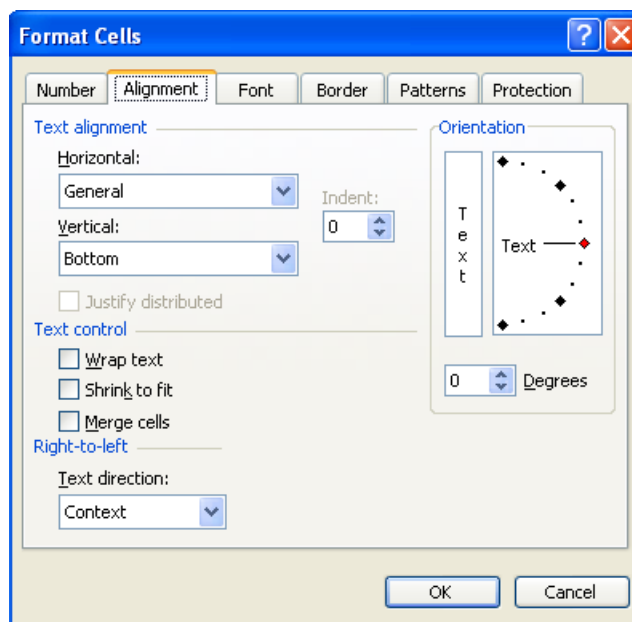 Format Cells
Number Alignment Font Border Patterns Protection
Text alignment
Horizontal:
General
Indent:
0
Vertical:
Bottom
Justify distributed
Text control
Wrap text
Shrink to fit
Merge cells
Right-to-left
Text direction:
Context
Orientation
Text
Text
0 Degrees
OK Cancel